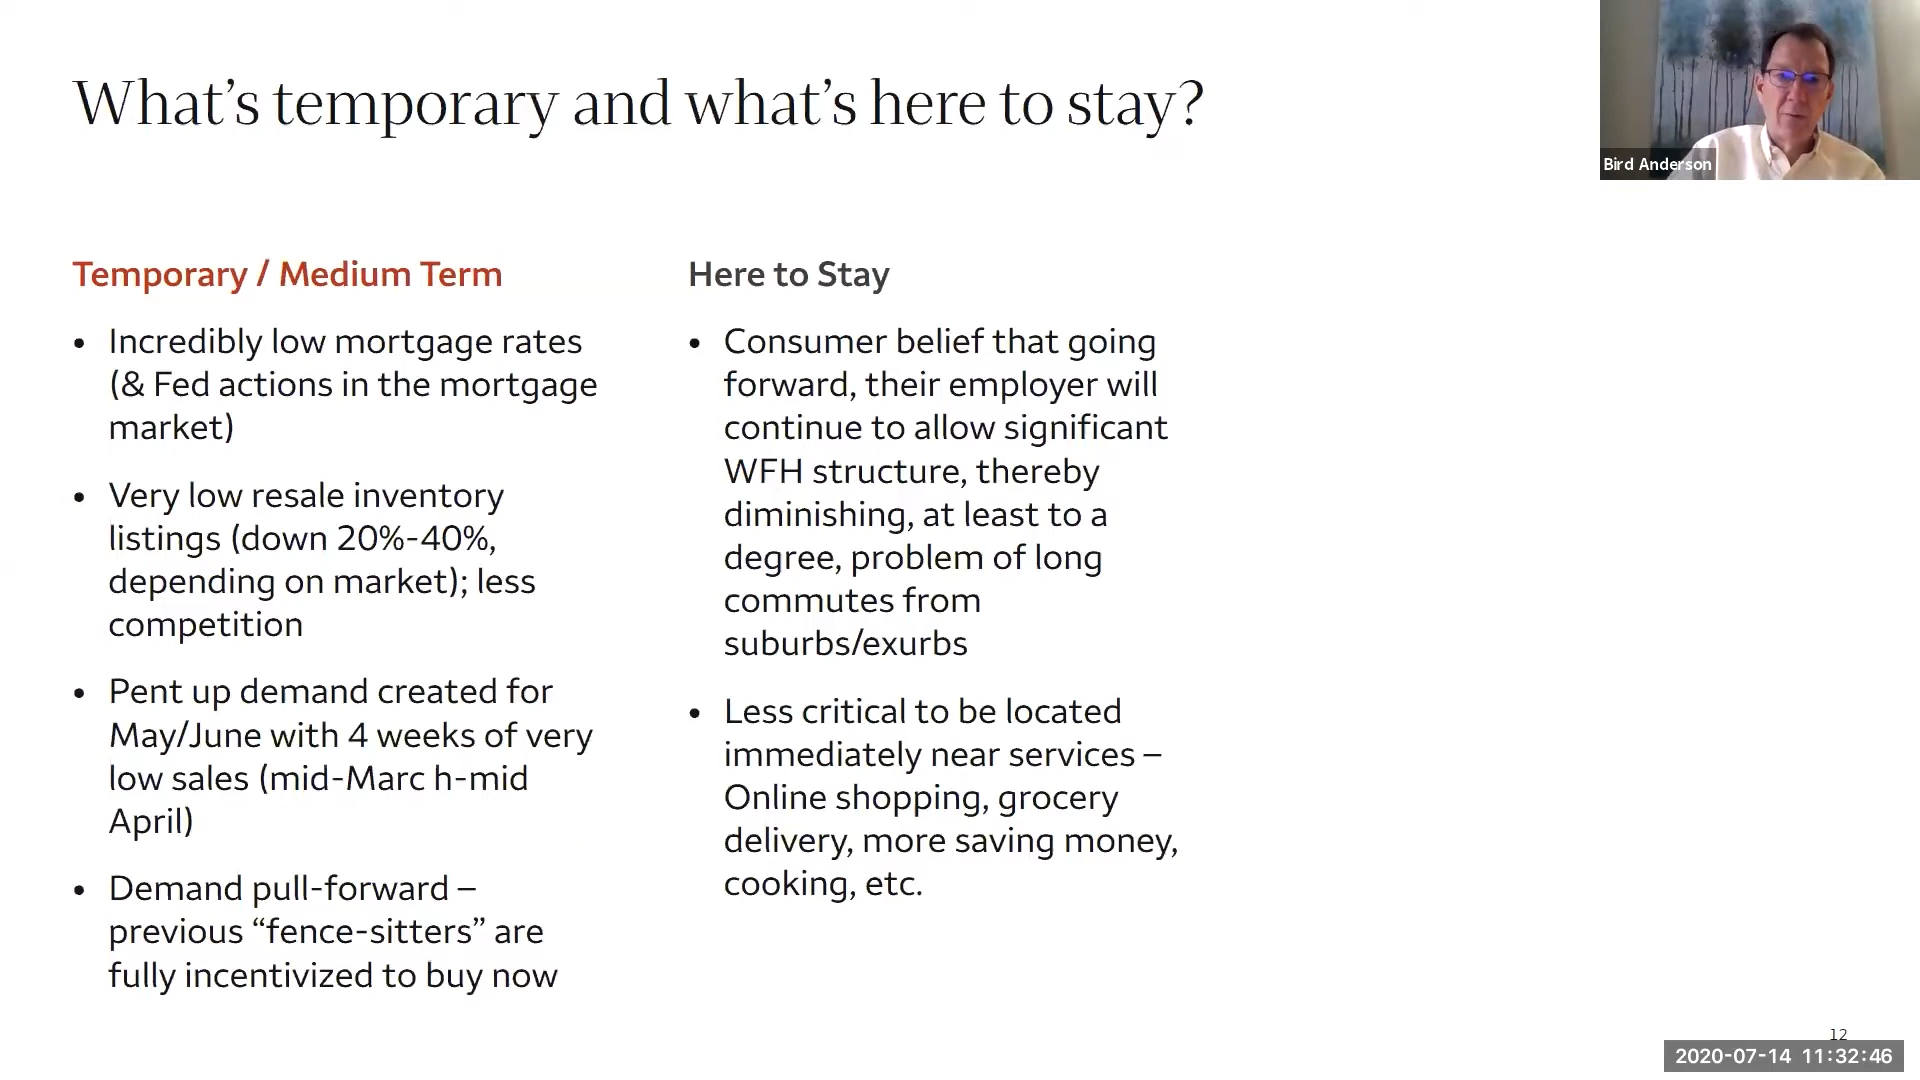 What’s temporary and what’s here to stay?
Bird Anderson
Temporary / Medium Term
• Incredibly low mortgage rates
(& Fed actions in the mortgage
market)
• Very low resale inventory
listings (down 20%-40%,
depending on market); less
competition
• Pent up demand created for
May/June with 4 weeks of very
low sales (mid-Marc h-mid
April)
• Demand pull-forward –
previous “fence-sitters” are
fully incentivized to buy now
Here to Stay
• Consumer belief that going
forward, their employer will
continue to allow significant
WFH structure, thereby
diminishing, at least to a
degree, problem of long
commutes from
suburbs/exurbs
• Less critical to be located
immediately near services –
Online shopping, grocery
delivery, more saving money,
cooking, etc.
12
2020-07-14 11:32:46